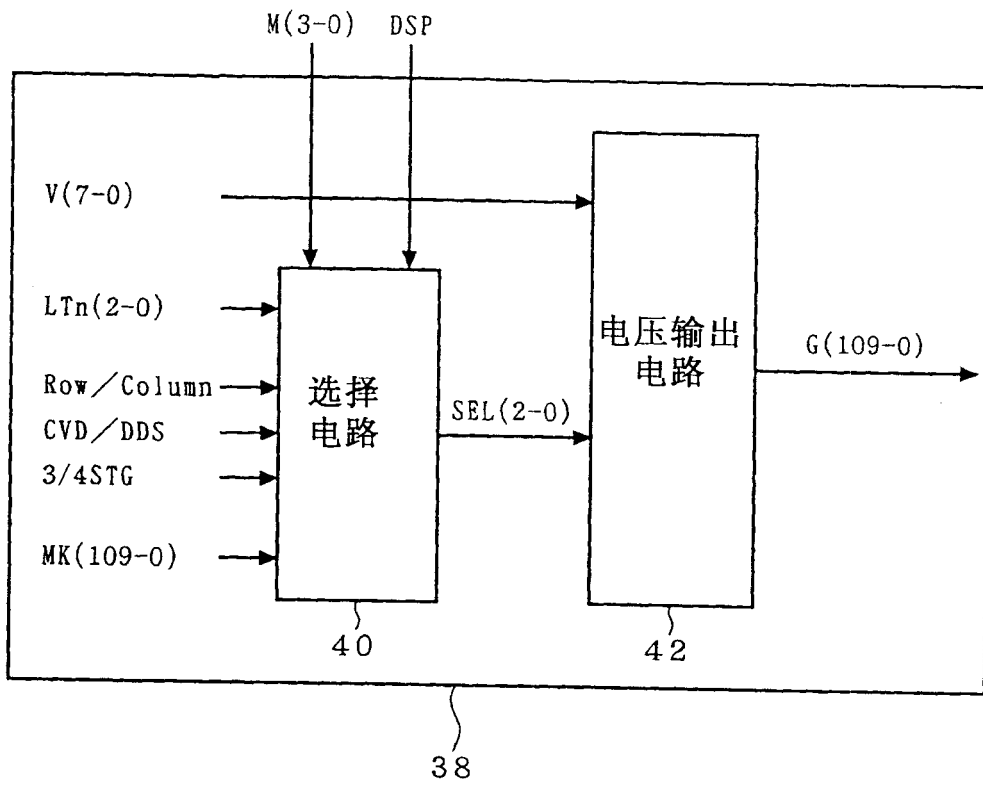 M(3-0) DSP
V(7-0)
LTn(2-0)
Row／Column
CVD／DDS
3/4STG
MK(109-0)
选择
电路
SEL(2-0)
电压输出
电路
G(109-0)
40
42
38